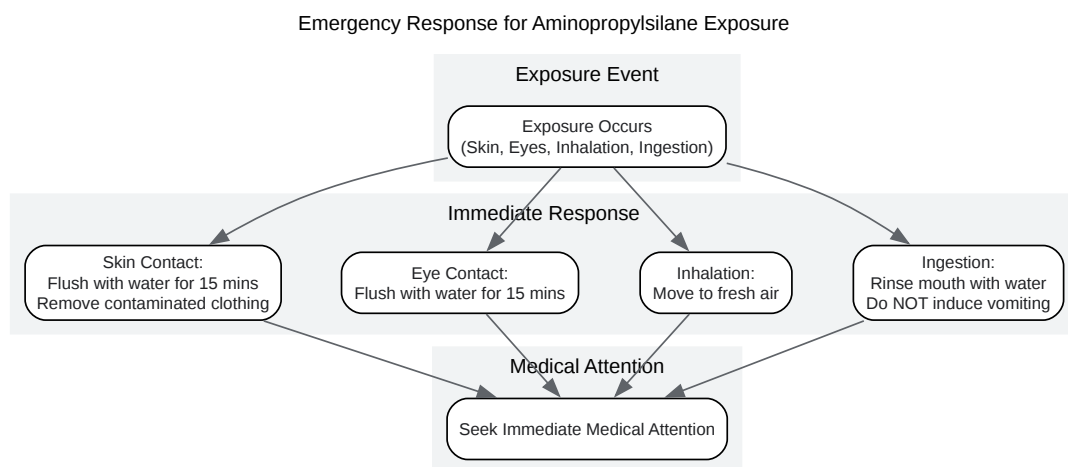 Emergency Response for Aminopropylsilane Exposure
Exposure Event
Exposure Occurs
(Skin, Eyes, Inhalation, Ingestion)
Immediate Response
Skin Contact:
Flush with water for 15 mins
Remove contaminated clothing
Eye Contact:
Flush with water for 15 mins
Inhalation:
Move to fresh air
Ingestion:
Rinse mouth with water
Do NOT induce vomiting
Medical Attention
Seek Immediate Medical Attention